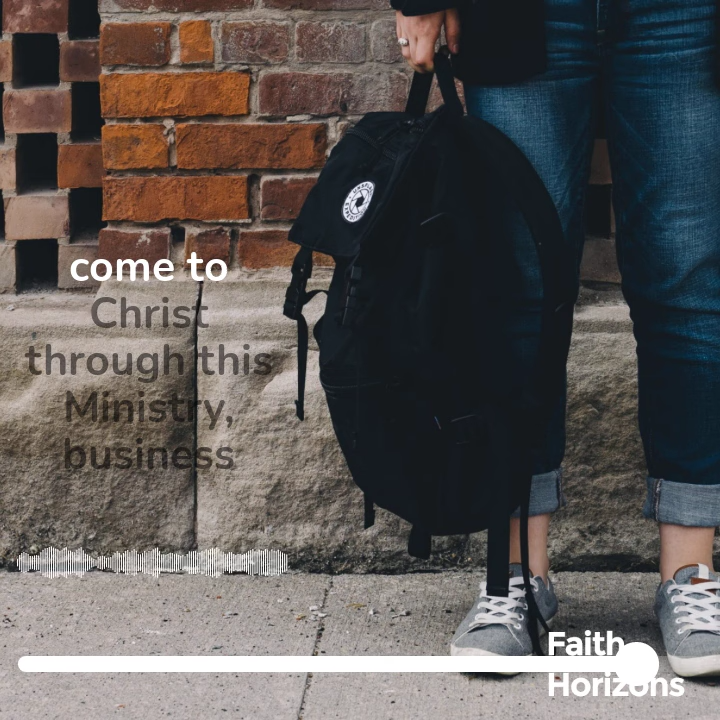 come to
Christ
through this
Ministry,
business
Faith
Horizons